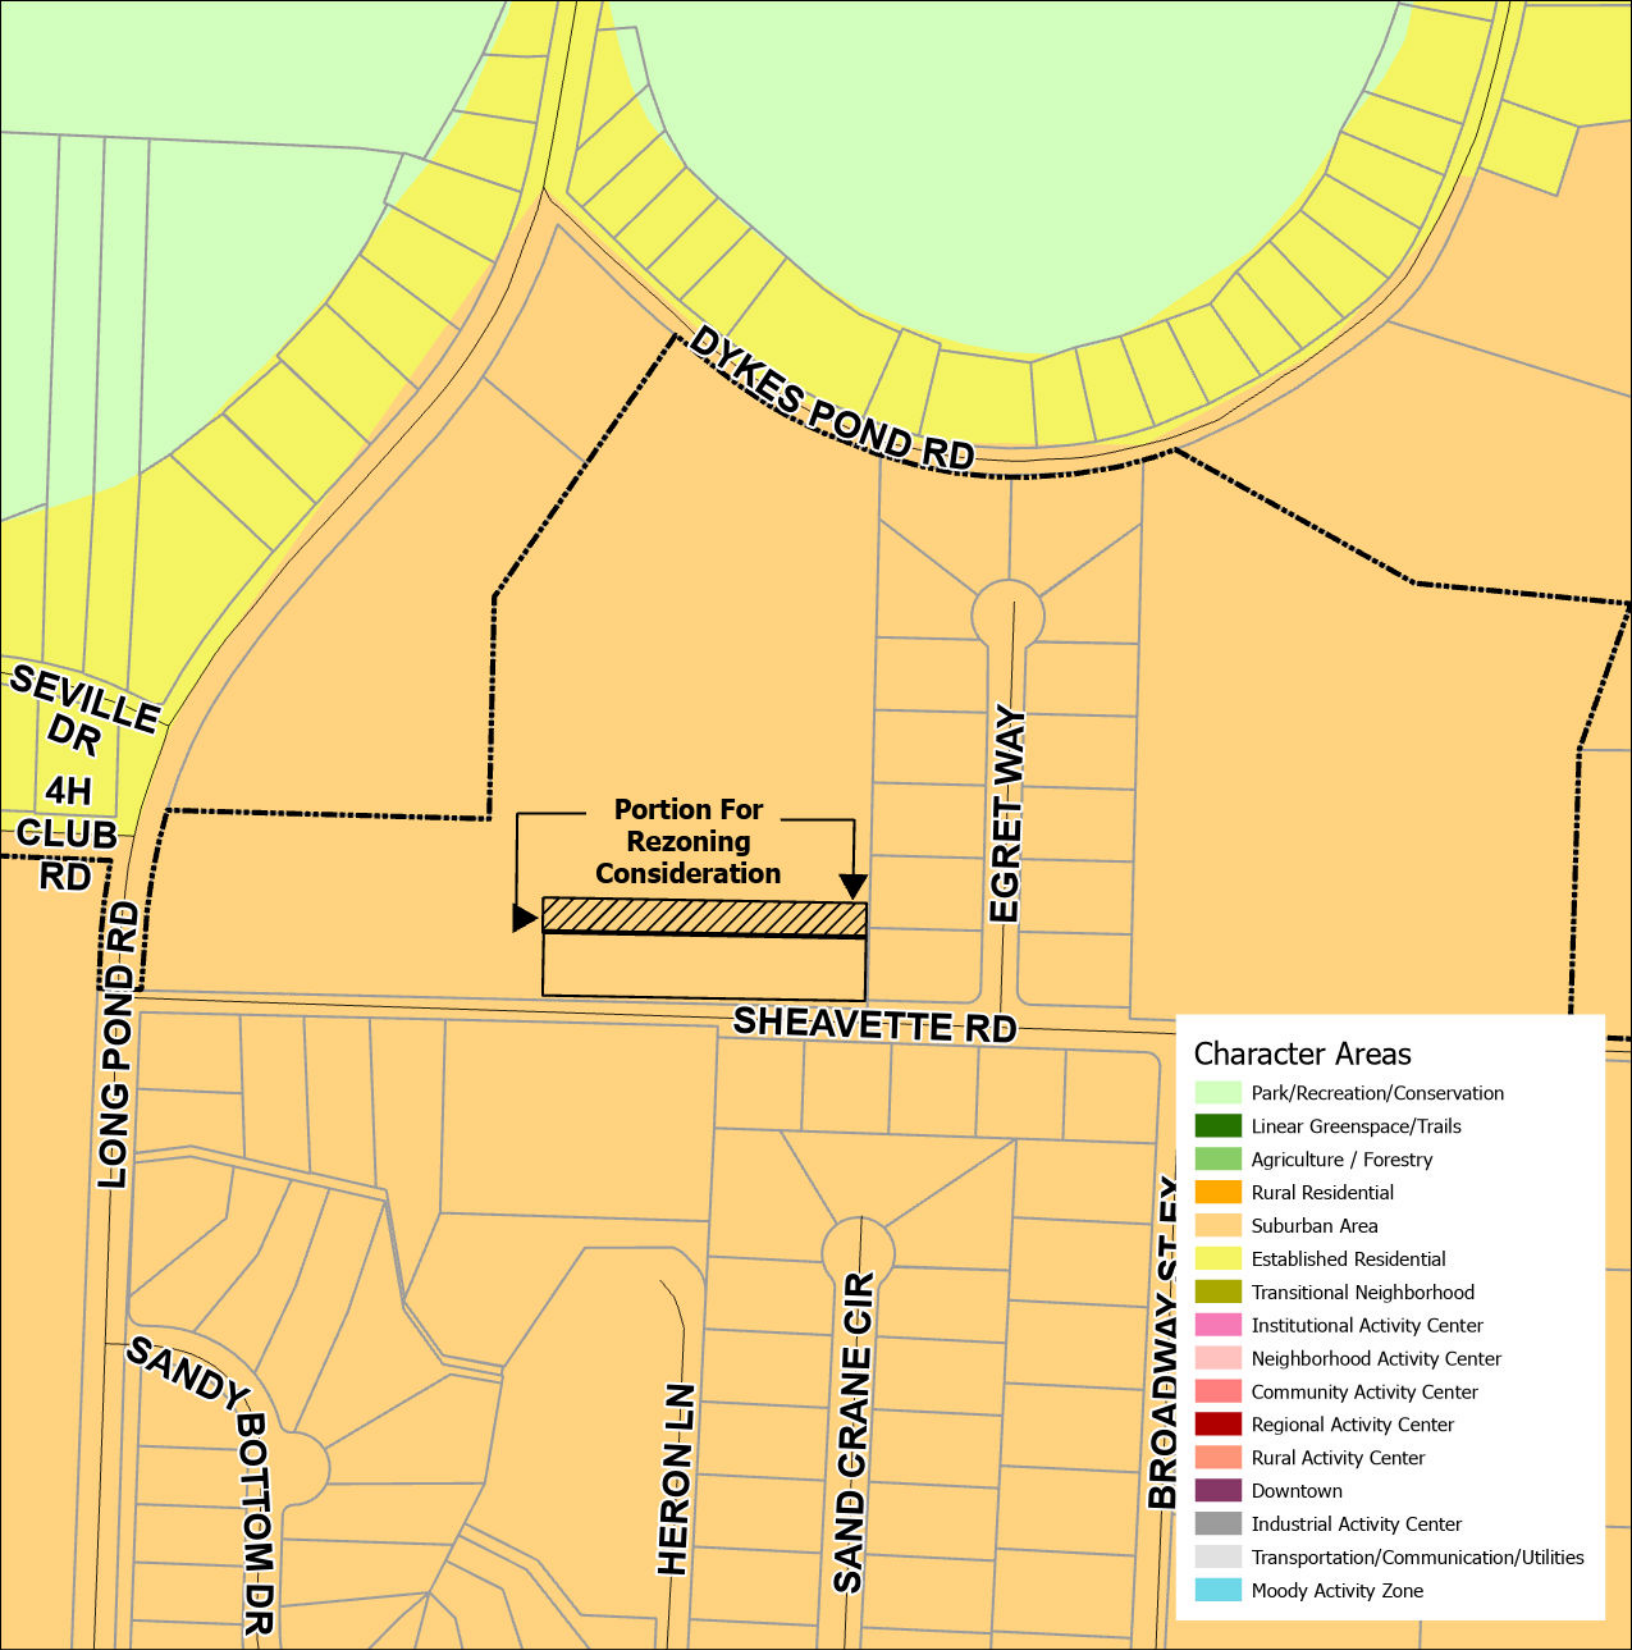 DYKES POND RD
SEVILLE
DR
4H
CLUB
RD
Portion For
Rezoning
Consideration
EGRET WAY
LONG POND RD
SHEAVETTE RD
SANDY BOTTOM DR
HERON LN
SAND CRANE CIR
BROADWAY ST EX
Character Areas
Park/Recreation/Conservation
Linear Greenspace/Trails
Agriculture / Forestry
Rural Residential
Suburban Area
Established Residential
Transitional Neighborhood
Institutional Activity Center
Neighborhood Activity Center
Community Activity Center
Regional Activity Center
Rural Activity Center
Downtown
Industrial Activity Center
Transportation/Communication/Utilities
Moody Activity Zone